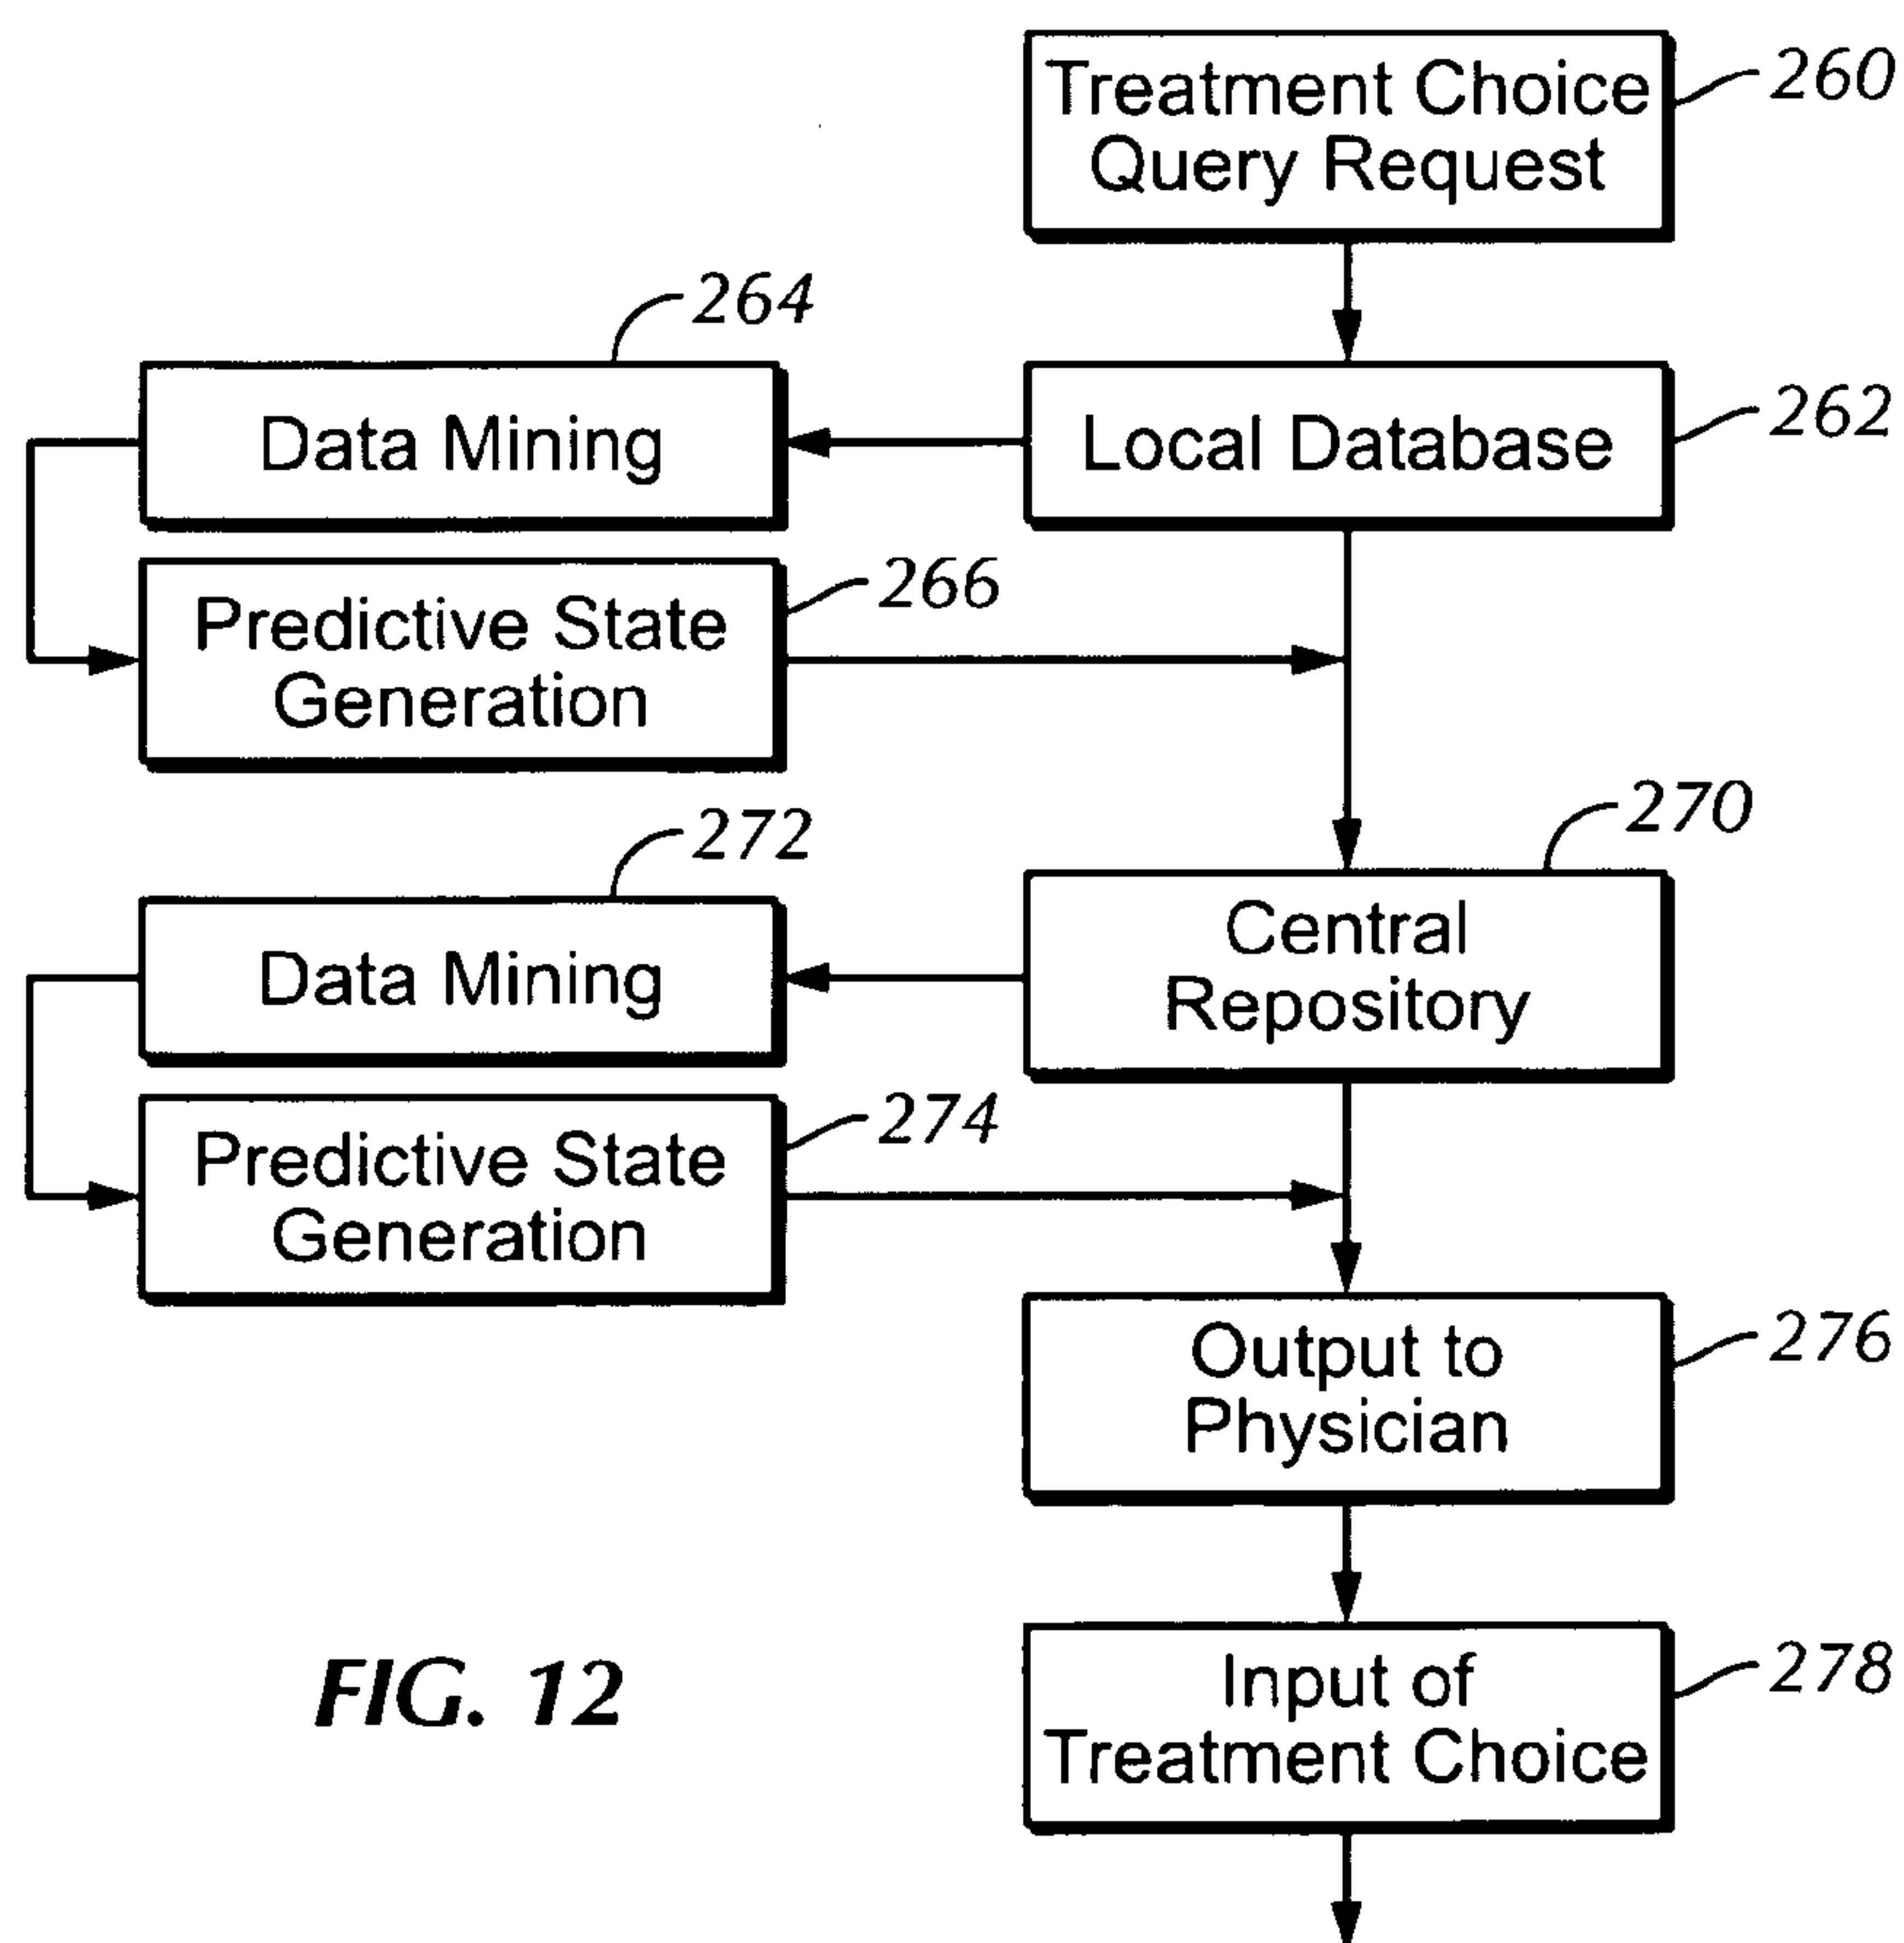 Treatment Choice
Query Request
260
264
Data Mining
Local Database
262
Predictive State
Generation
266
270
272
Data Mining
Central
Repository
Predictive State
Generation
274
Output to
Physician
276
Input of
Treatment Choice
278
FIG. 12